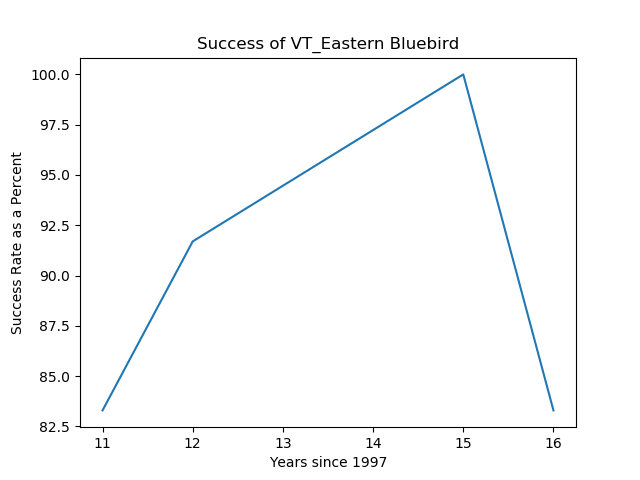 Success of VT_Eastern Bluebird
100.0
97.5
95.0
92.5
90.0
87.5
85.0
82.5
Success Rate as a Percent
11 12 13 14 15 16
Years since 1997